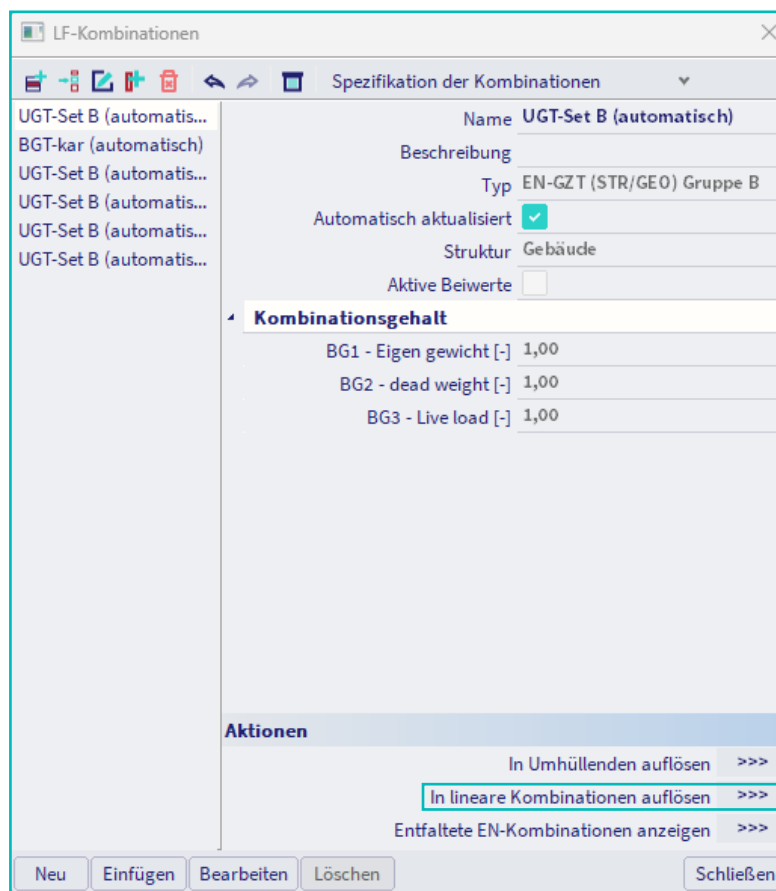 LF-Kombinationen
Spezifikation der Kombinationen
UGT-Set B (automatis...
BGT-kar (automatisch)
UGT-Set B (automatis...
UGT-Set B (automatis...
UGT-Set B (automatis...
UGT-Set B (automatis...
Name UGT-Set B (automatisch)
Beschreibung
Typ EN-GZT (STR/GEO) Gruppe B
Automatisch aktualisiert
Struktur Gebäude
Aktive Beiwerte
Kombinationsgehalt
BG1 - Eigen gewicht [-] 1,00
BG2 - dead weight [-] 1,00
BG3 - Live load [-] 1,00
Aktionen
In Umhüllenden auflösen >>>
In lineare Kombinationen auflösen >>>
Entfaltete EN-Kombinationen anzeigen >>>
Neu Einfügen Bearbeiten Löschen Schließen